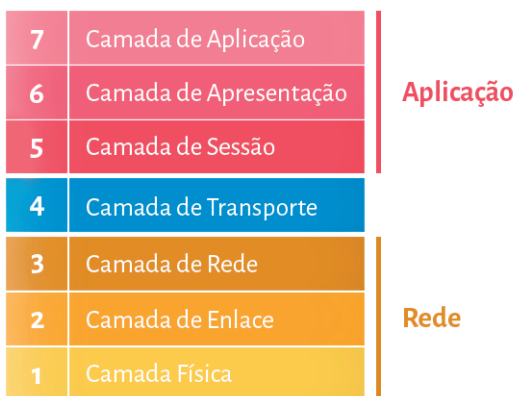 7 Camada de Aplicação
6 Camada de Apresentação
Aplicação
5 Camada de Sessão
4 Camada de Transporte
3 Camada de Rede
2 Camada de Enlace
Rede
1 Camada Física